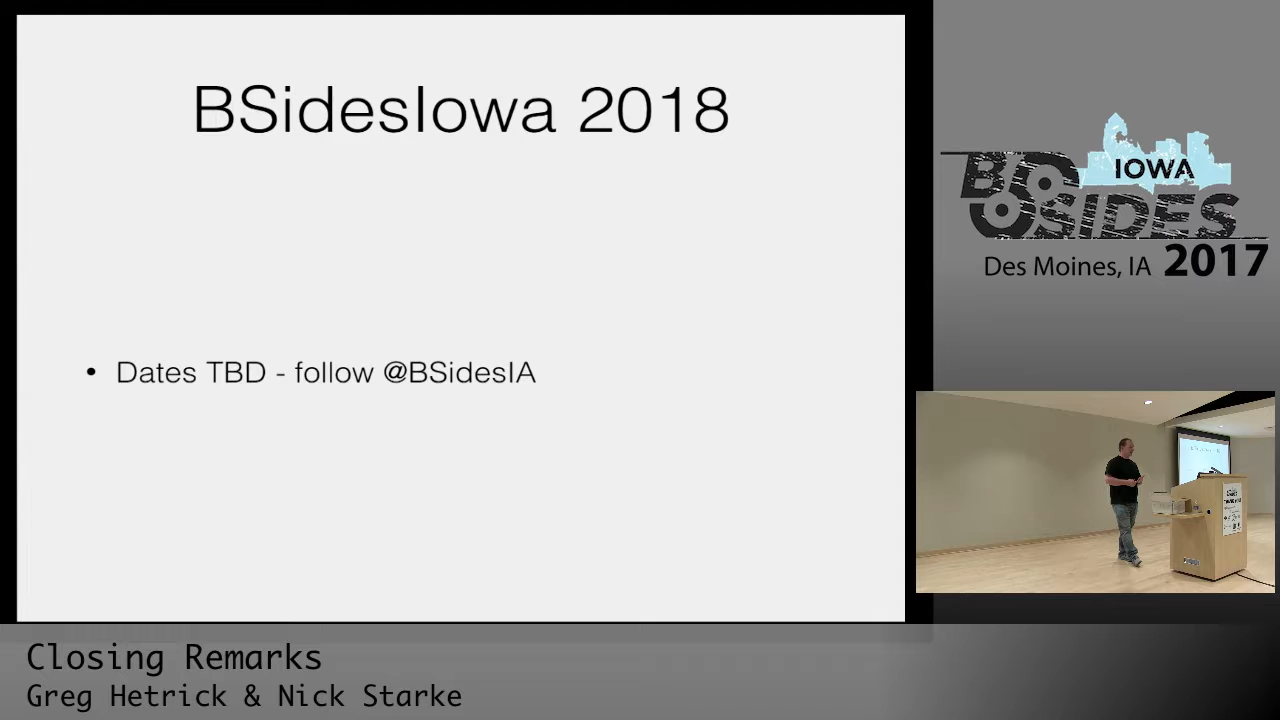 BSidesIowa 2018
• Dates TBD - follow @BSidesIA
IOWA
BSIDES
Des Moines, IA 2017
Closing Remarks
Greg Hetrick & Nick Starke